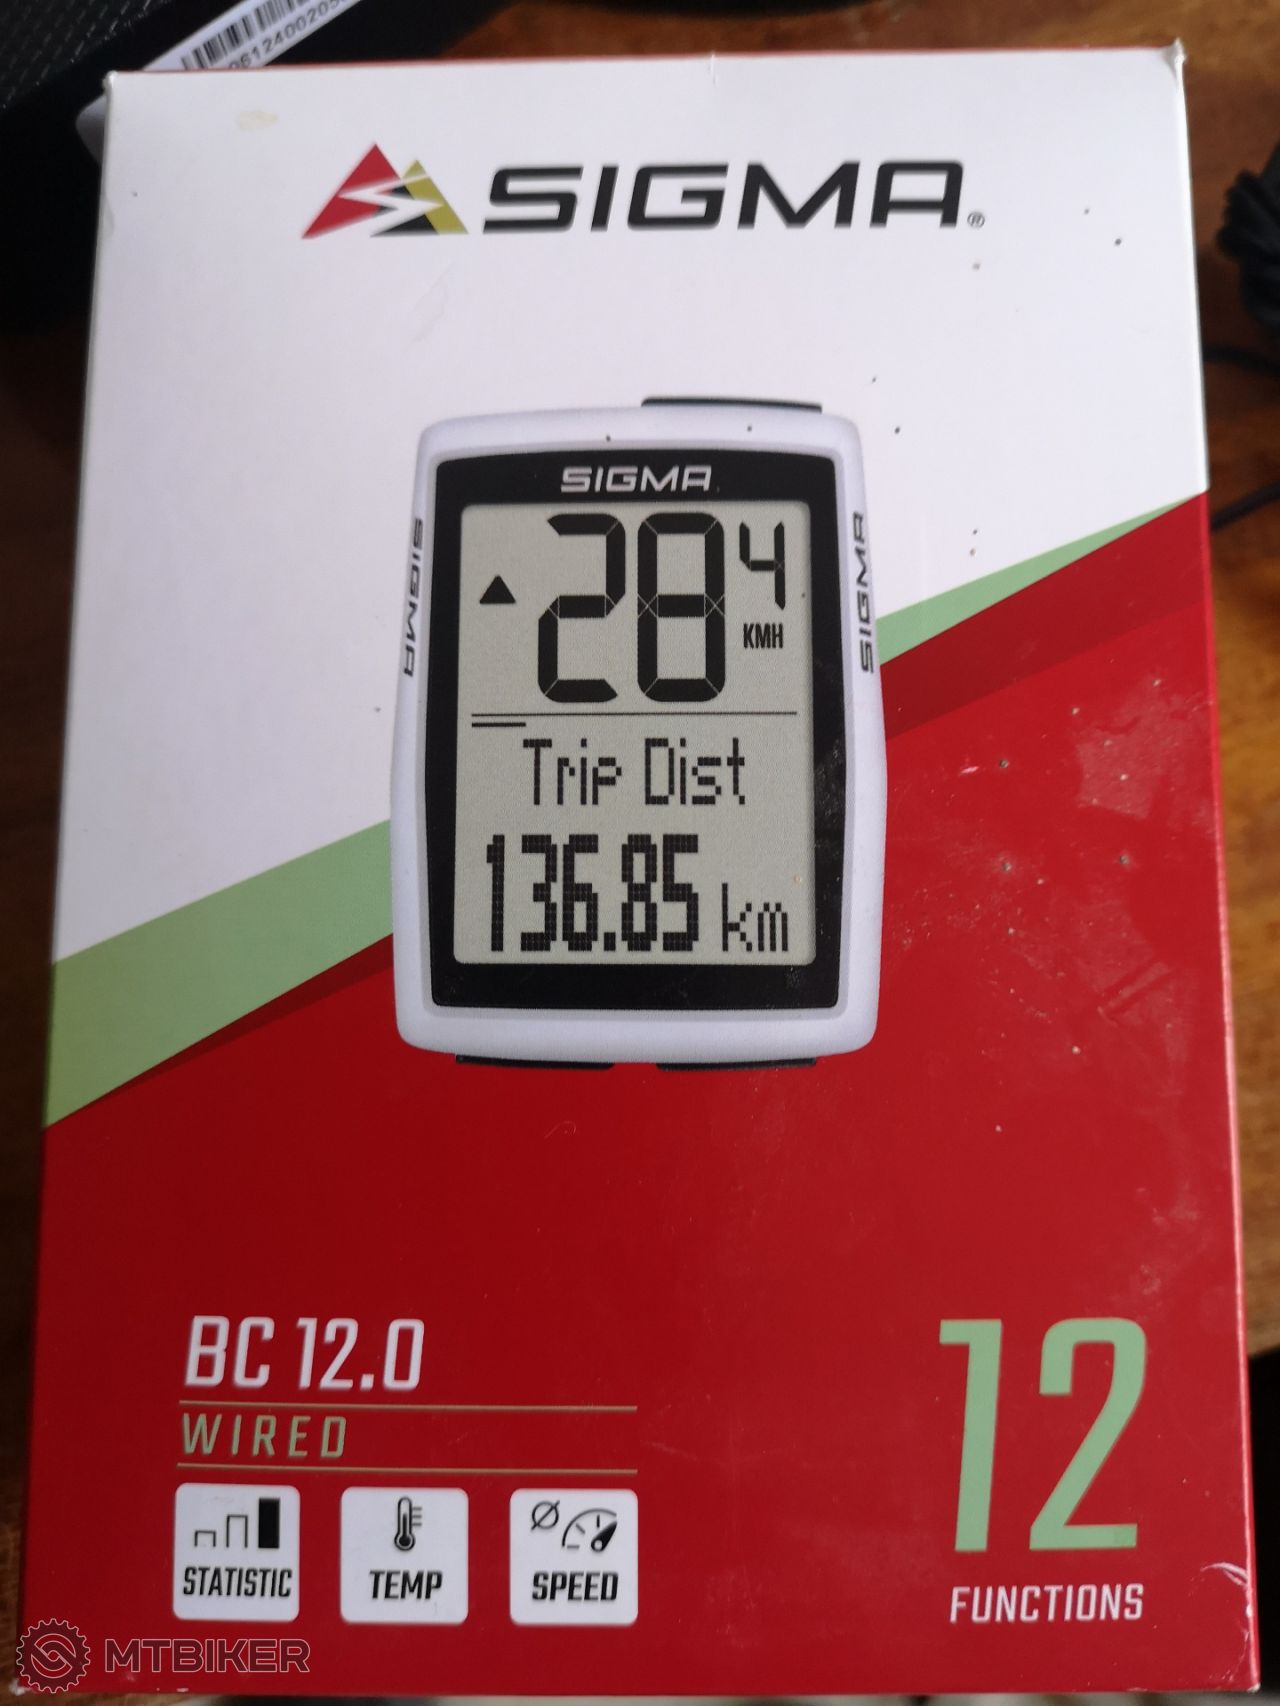 SIGMA®
SIGMA
28 4
KMH
SIGMA
SIGMA
Trip Dist
136.85 km
BC 12.0
WIRED
STATISTIC
TEMP
Ø
SPEED
12
FUNCTIONS
MTBIKER